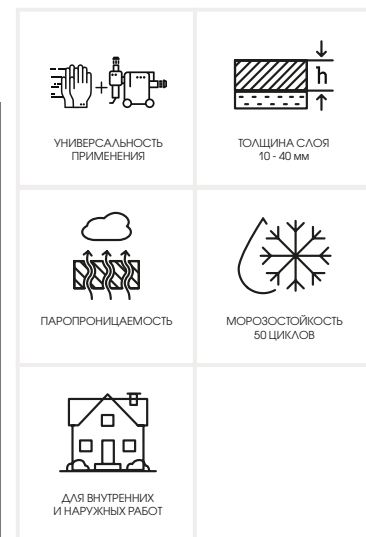 h
УНИВЕРСАЛЬНОСТЬ
ПРИМЕНЕНИЯ
ТОЛЩИНА СЛОЯ
10 - 40 мм
ПАРОПРОНИЦАЕМОСТЬ
МОРОЗОСТОЙКОСТЬ
50 ЦИКЛОВ
ДЛЯ ВНУТРЕННИХ
И НАРУЖНЫХ РАБОТ